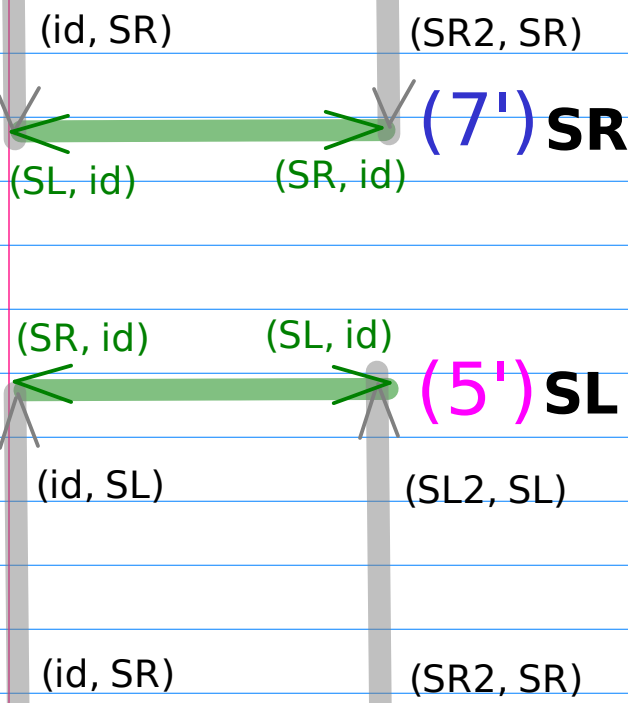 (id, SR) (SR2, SR)
(7') SR
(SL, id) (SR, id)
(SR, id) (SL, id)
(5') SL
(id, SL) (SL2, SL)
(id, SR) (SR2, SR)